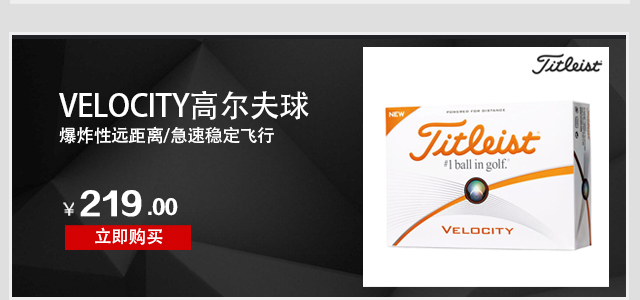 VELOCITY高尔夫球
爆炸性远距离/急速稳定飞行
¥ 219.00
立即购买
Titleist
POWERED FOR DISTANCE
NEW
Titleist
#1 ball in golf.
VELOCITY